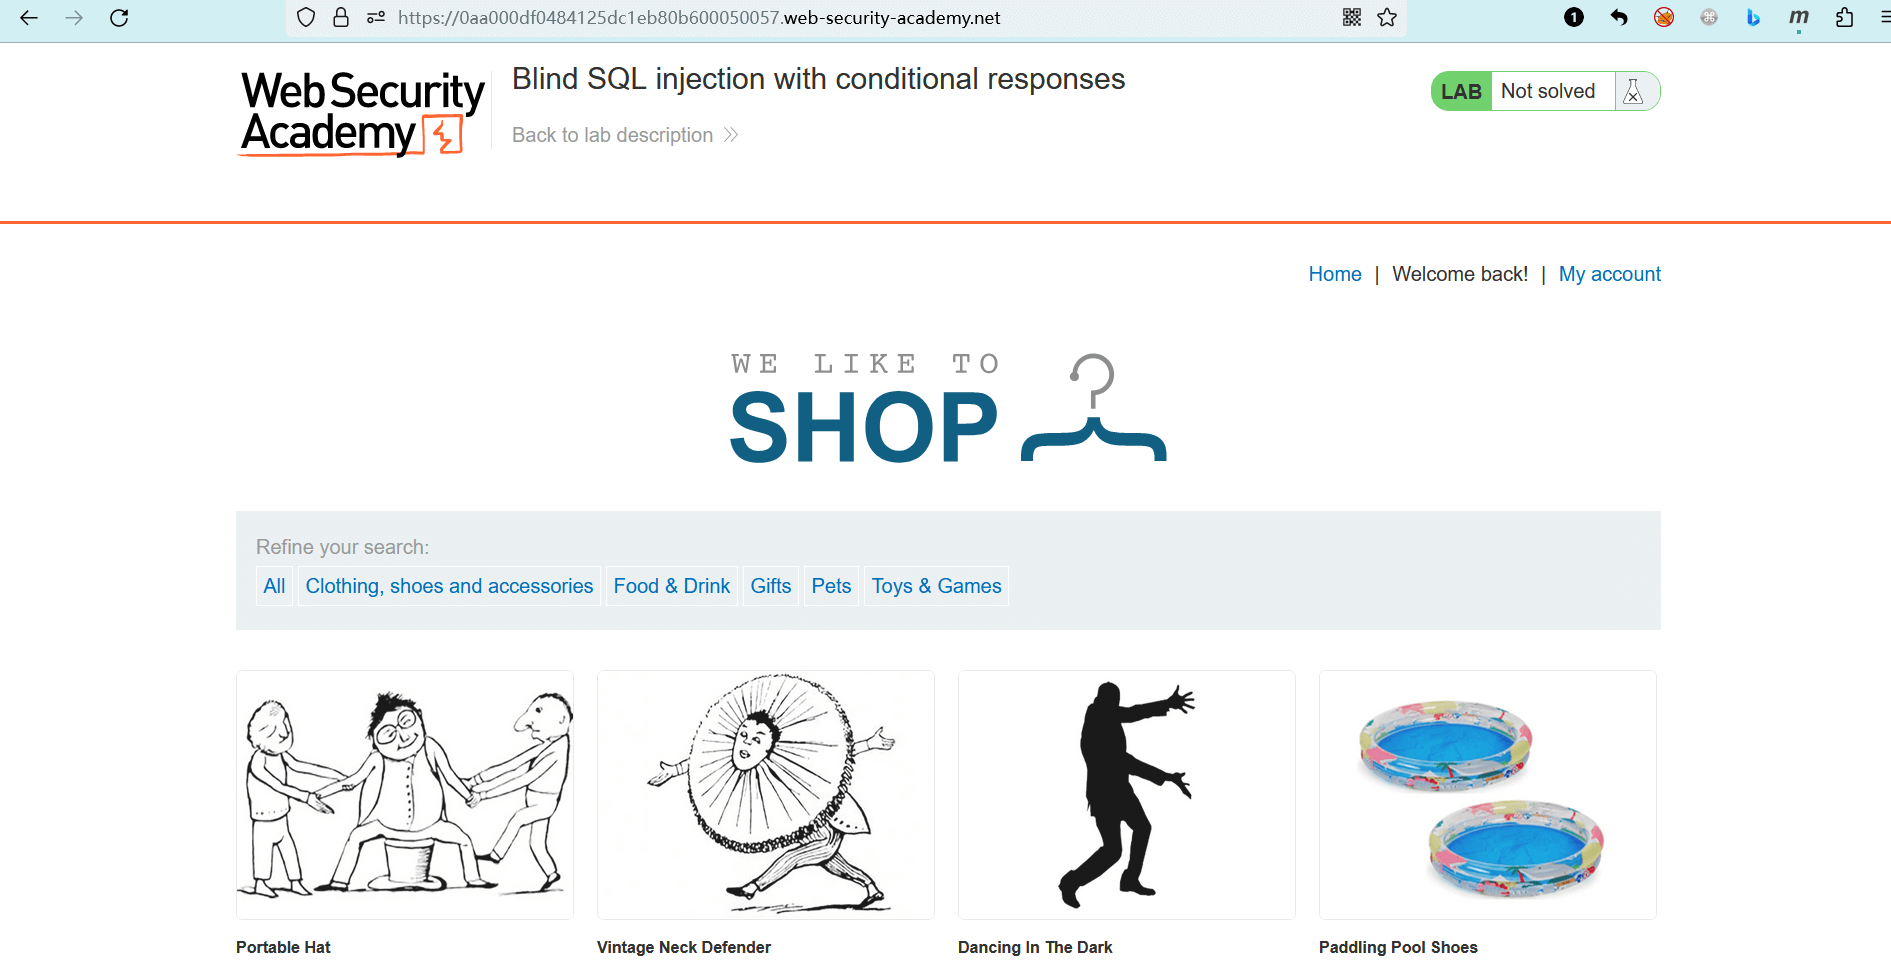 https://0aa000df0484125dc1eb80b600050057.web-security-academy.net
1
m
Web Security
Academy
Blind SQL injection with conditional responses
Back to lab description
LAB Not solved
Home | Welcome back! | My account
WE LIKE TO
SHOP
Refine your search:
All Clothing, shoes and accessories Food & Drink Gifts Pets Toys & Games
Portable Hat Vintage Neck Defender Dancing In The Dark Paddling Pool Shoes